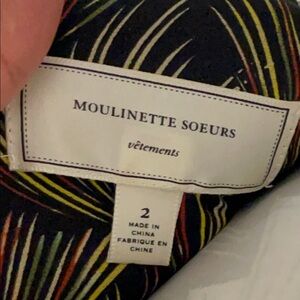 MOULINETTE SOEURS
vêtements
2
MADE IN
CHINA
FABRIQUE EN
CHINE